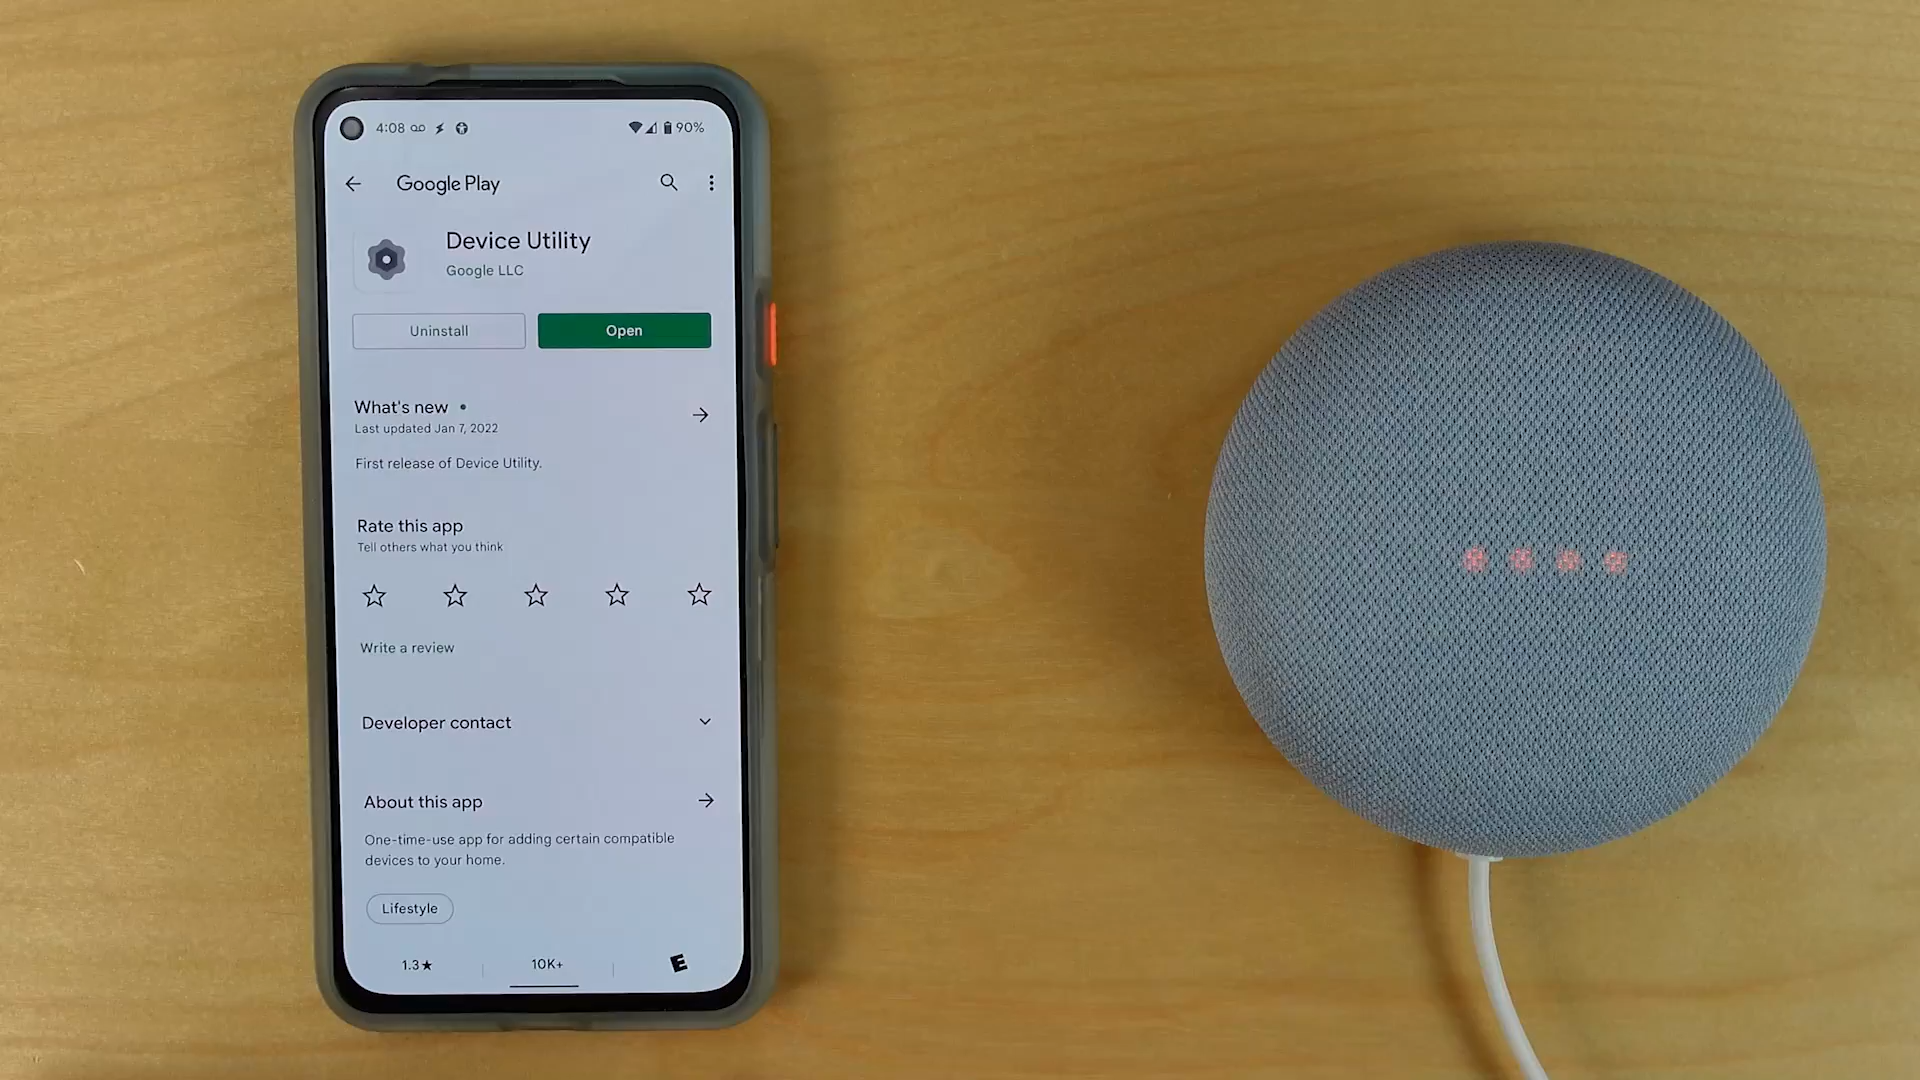 4:08
90%
Google Play
Device Utility
Google LLC
Uninstall
Open
What's new •
Last updated Jan 7, 2022
First release of Device Utility.
Rate this app
Tell others what you think
Write a review
Developer contact
About this app
One-time-use app for adding certain compatible
devices to your home.
Lifestyle
1.3★
10K+
E